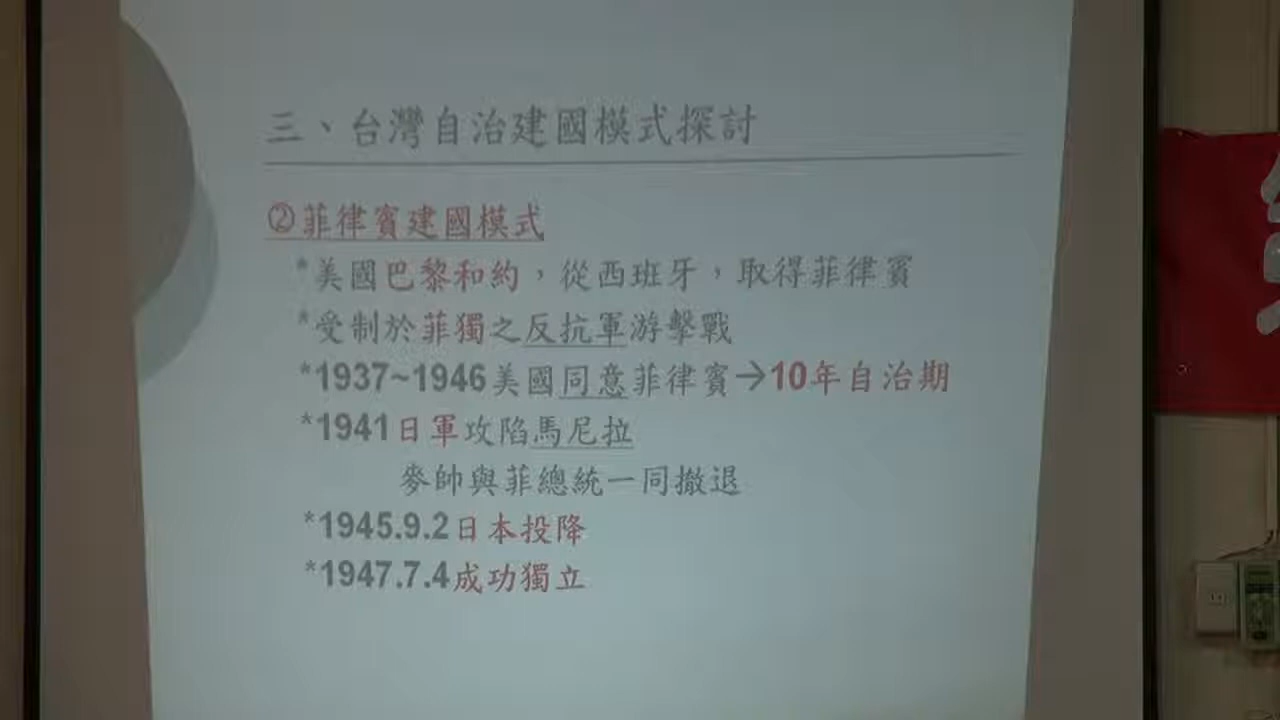 三、台灣自治建國模式探討
②菲律賓建國模式
*美國巴黎和約，從西班牙，取得菲律賓
*受制於菲獨之反抗軍游擊戰
*1937~1946美國同意菲律賓→10年自治期
*1941日軍攻陷馬尼拉
麥帥與菲總統一同撤退
*1945.9.2日本投降
*1947.7.4成功獨立